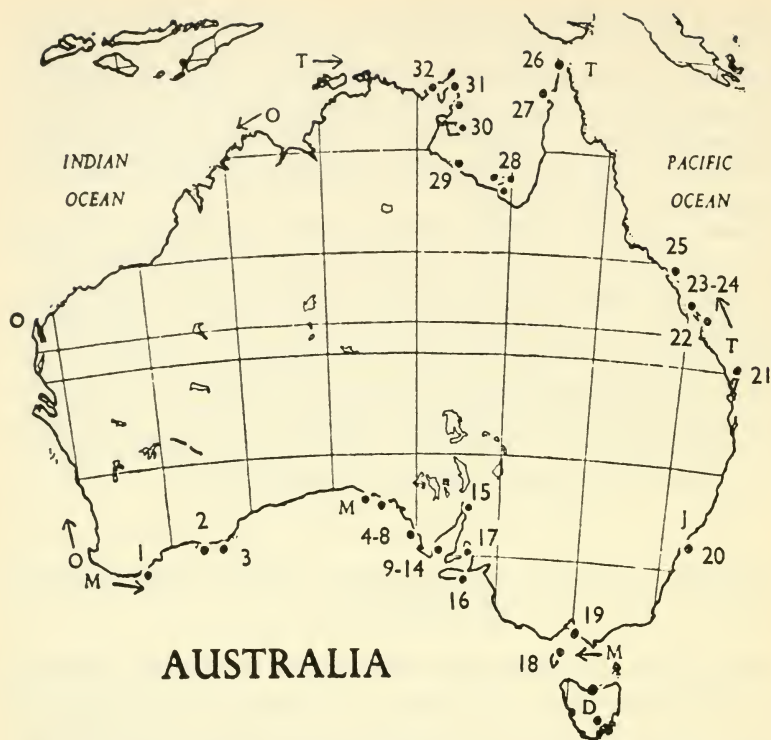 26
T →
T
32
31
27
← O
30
INDIAN
OCEAN
PACIFIC
OCEAN
28
29
25
23-24
O
22
T
21
15
M
J
2
4-8
1
17
20
O
3
M →
9-14
16
19
AUSTRALIA
18
← M
D